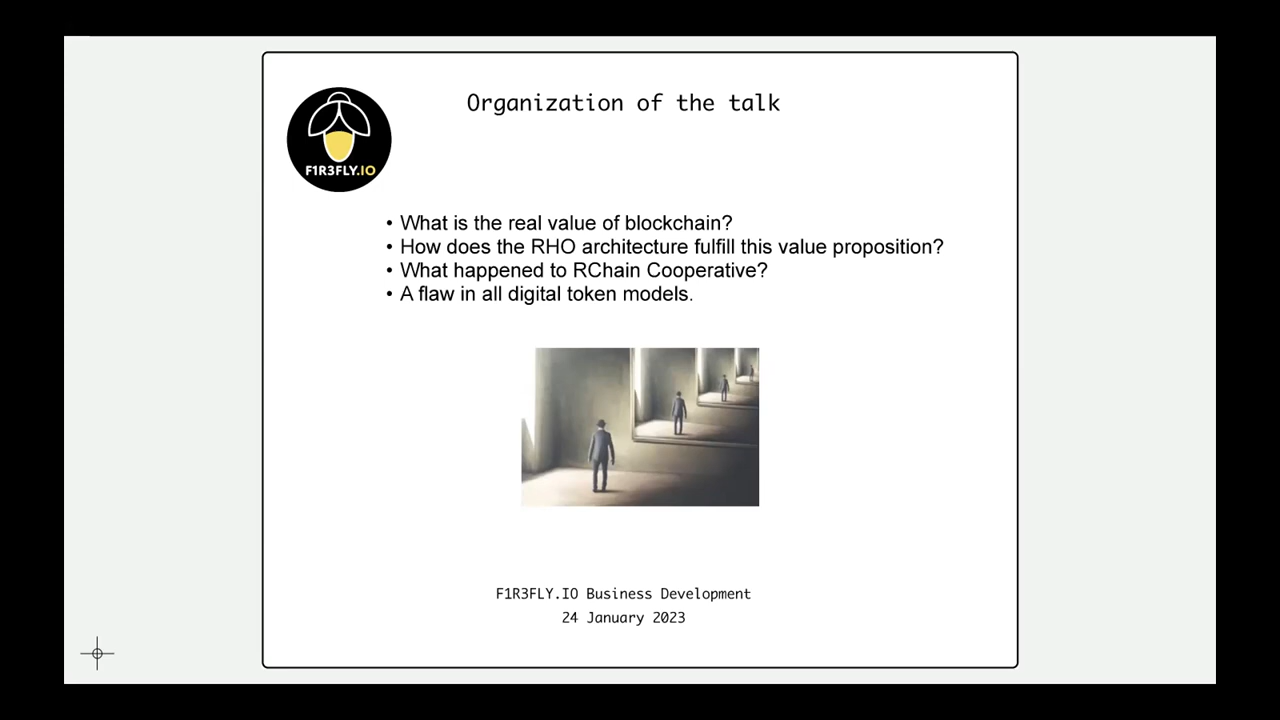 Organization of the talk
F1R3FLY.IO
• What is the real value of blockchain?
• How does the RHO architecture fulfill this value proposition?
• What happened to RChain Cooperative?
• A flaw in all digital token models.
F1R3FLY.IO Business Development
24 January 2023